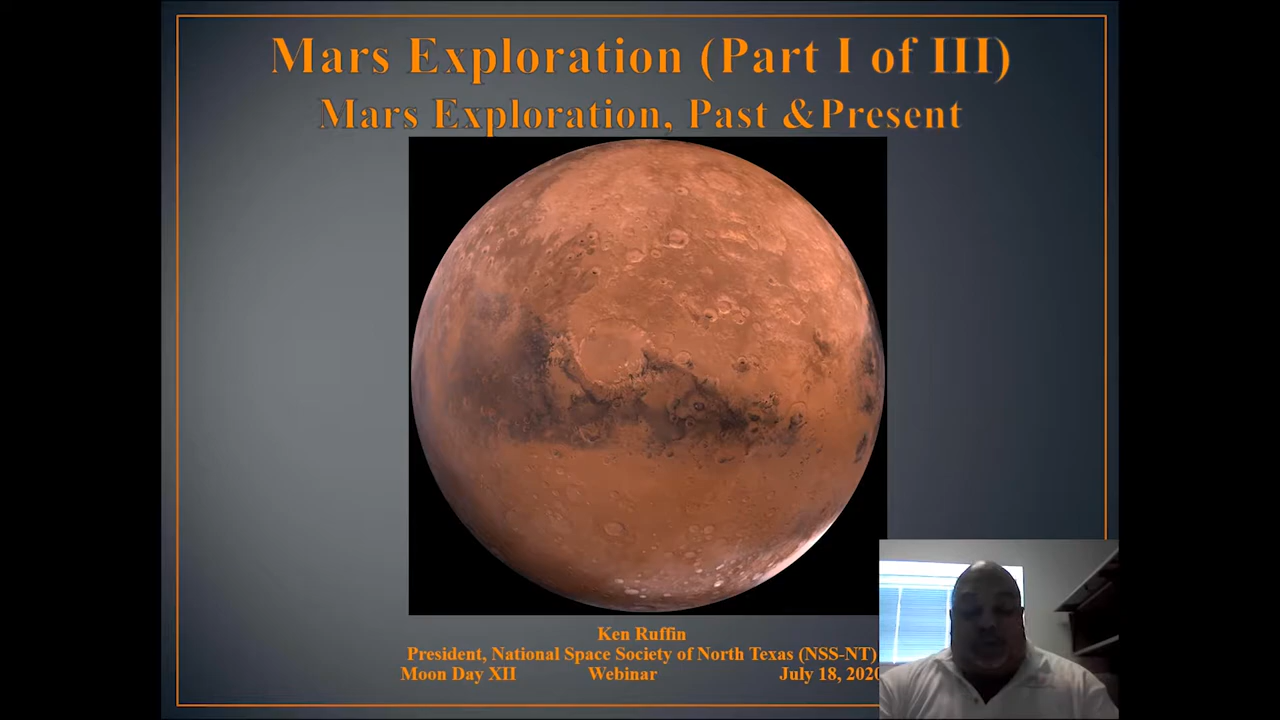 Mars Exploration (Part I of III)
Mars Exploration, Past &Present
Ken Ruffin
President, National Space Society of North Texas (NSS-NT)
Moon Day XII Webinar July 18, 2020